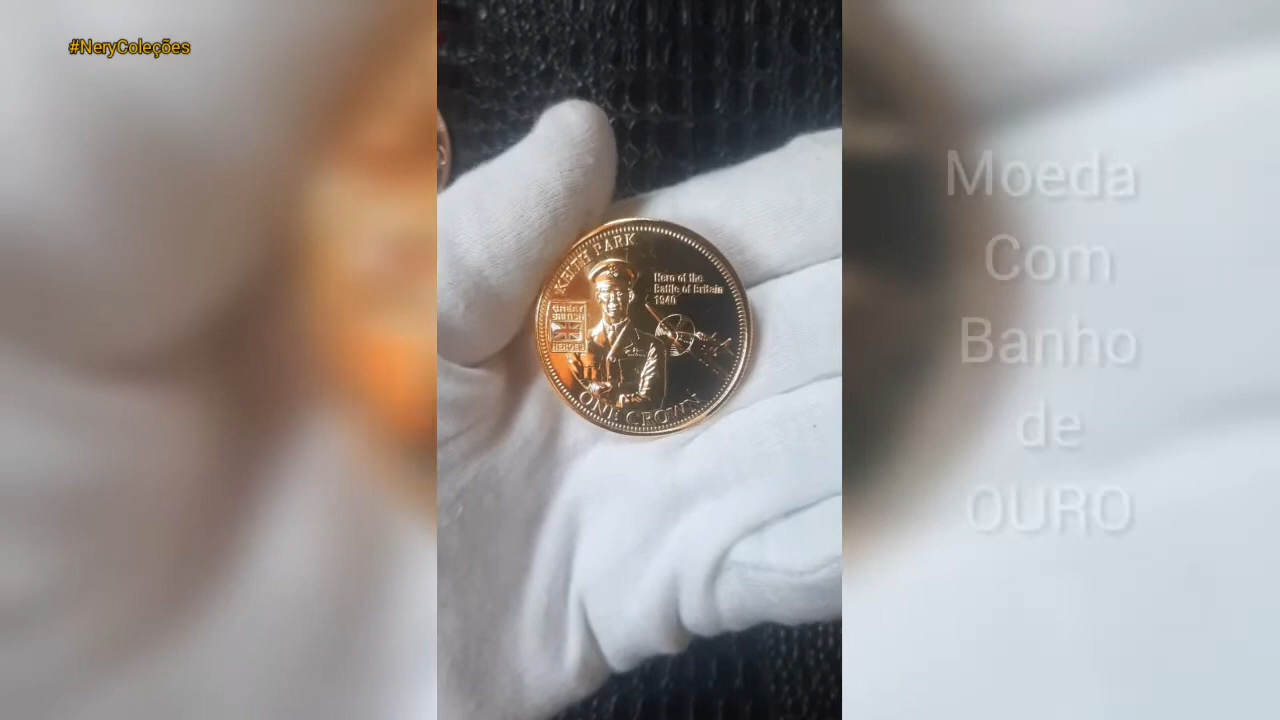 #NeryColeções
KEITH PARK
Hero of the
Battle of Britain
1940
GREAT
BRITISH
HEROES
ONE CROWN
Moeda
Com
Banho
de
OURO